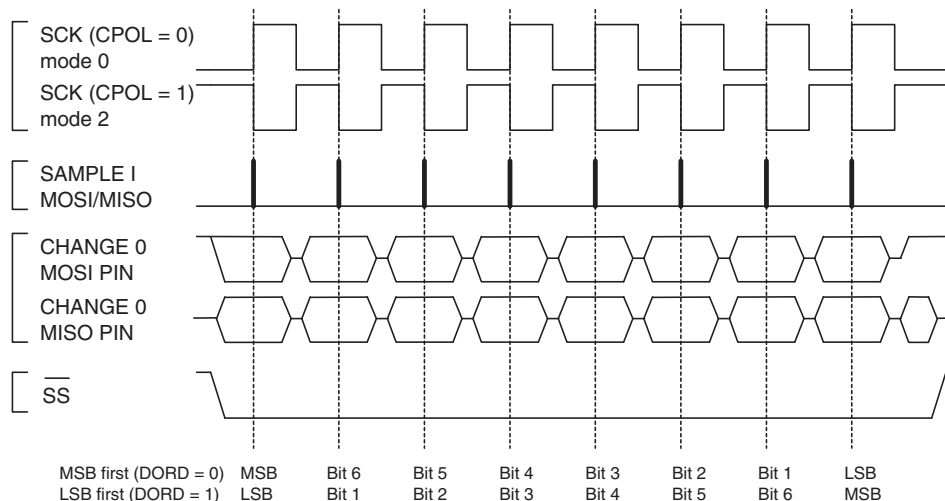 SCK (CPOL = 0)
mode 0
SCK (CPOL = 1)
mode 2
SAMPLE I
MOSI/MISO
CHANGE 0
MOSI PIN
CHANGE 0
MISO PIN
SS
MSB first (DORD = 0) MSB Bit 6 Bit 5 Bit 4 Bit 3 Bit 2 Bit 1 LSB
LSB first (DORD = 1) LSB Bit 1 Bit 2 Bit 3 Bit 4 Bit 5 Bit 6 MSB